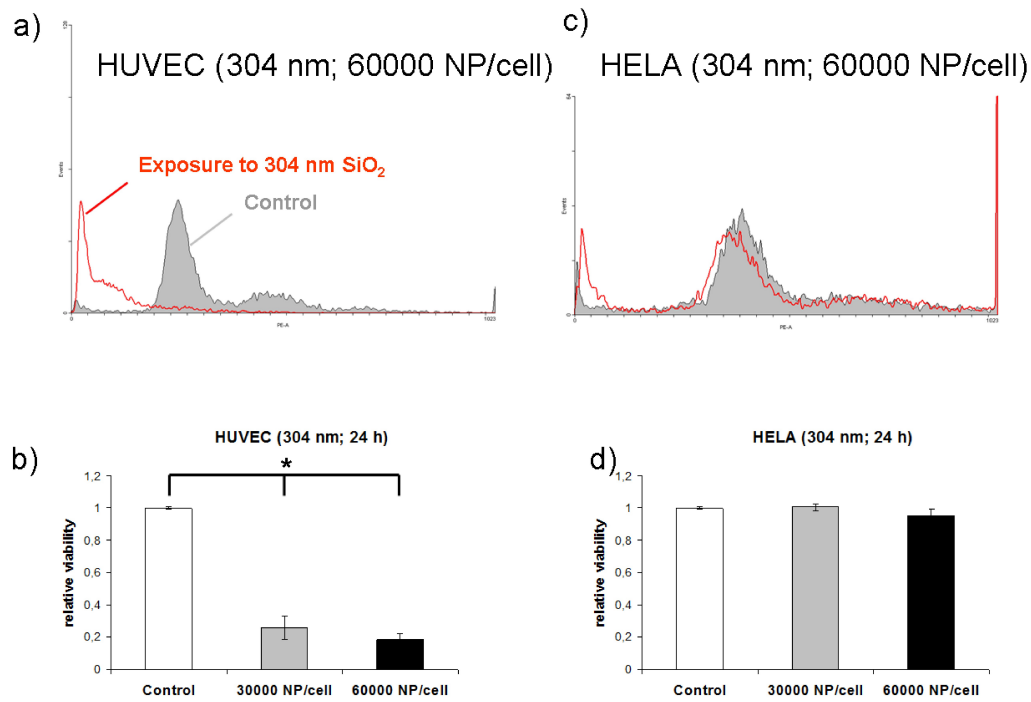 a)
128
HUVEC (304 nm; 60000 NP/cell)
Exposure to 304 nm SiO₂
Control
Events
0
0
PE-A
1023
c)
HELA (304 nm; 60000 NP/cell)
64
Events
0
0
PE-A
1023
b)
HUVEC (304 nm; 24 h)
*
relative viability
1,2
1
0,8
0,6
0,4
0,2
0
Control
30000 NP/cell
60000 NP/cell
d)
HELA (304 nm; 24 h)
relative viability
1,2
1
0,8
0,6
0,4
0,2
0
Control
30000 NP/cell
60000 NP/cell